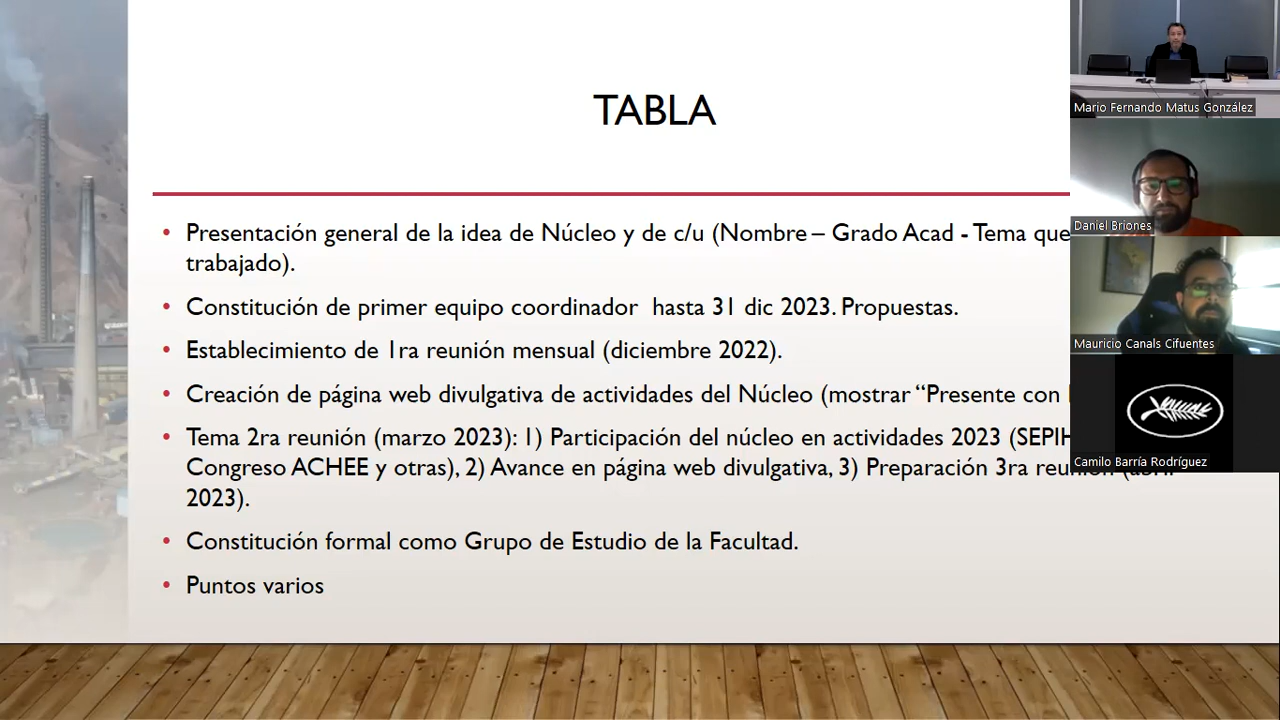 TABLA
• Presentación general de la idea de Núcleo y de c/u (Nombre – Grado Acad - Tema que
trabajado).
• Constitución de primer equipo coordinador hasta 31 dic 2023. Propuestas.
• Establecimiento de 1ra reunión mensual (diciembre 2022).
• Creación de página web divulgativa de actividades del Núcleo (mostrar “Presente con
• Tema 2ra reunión (marzo 2023): 1) Participación del núcleo en actividades 2023 (SEPIH
Congreso ACHEE y otras), 2) Avance en página web divulgativa, 3) Preparación 3ra reunión (abril
2023).
• Constitución formal como Grupo de Estudio de la Facultad.
• Puntos varios
Mario Fernando Matus González
Daniel Briones
Mauricio Canals Cifuentes
Camilo Barría Rodríguez